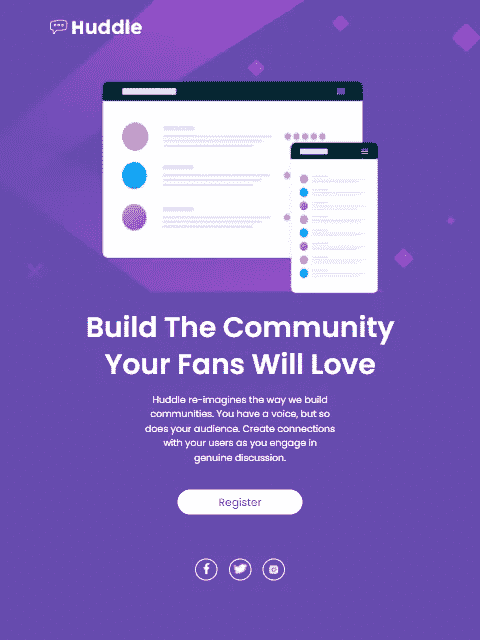 Huddle
Build The Community
Your Fans Will Love
Huddle re-imagines the way we build
communities. You have a voice, but so
does your audience. Create connections
with your users as you engage in
genuine discussion.
Register